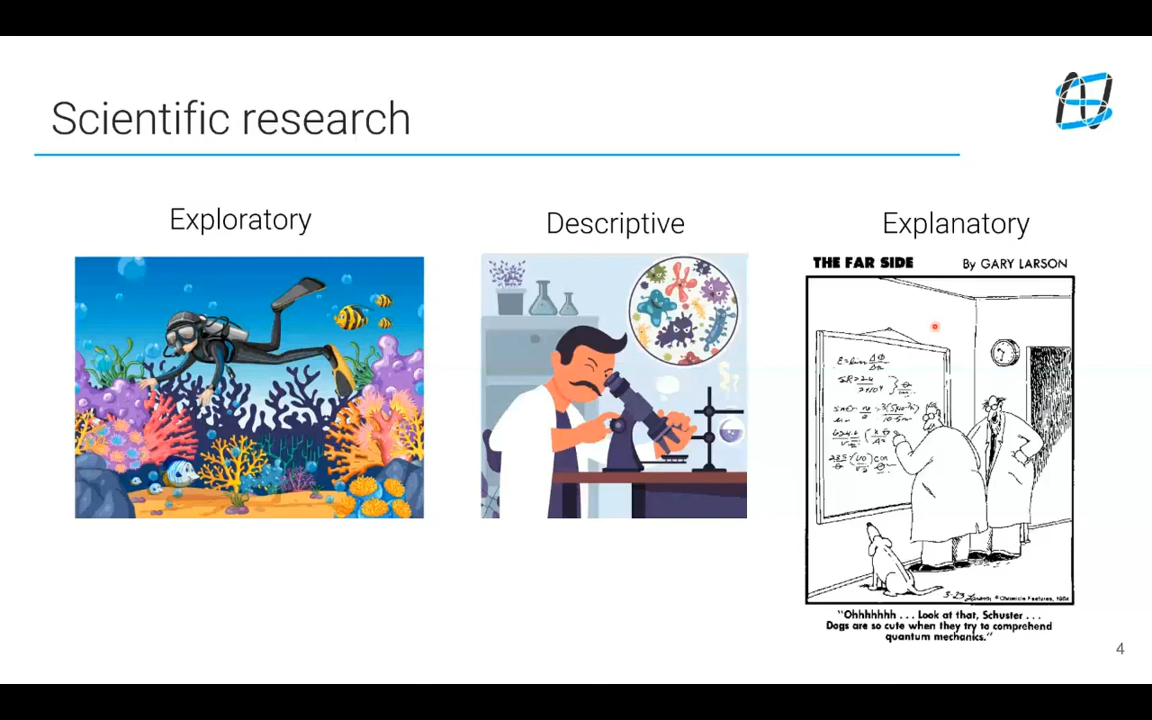 Scientific research
Exploratory
Descriptive
Explanatory
THE FAR SIDE
By GARY LARSON
"Ohhhhhhh . . . Look at that, Schuster . . .
Dogs are so cute when they try to comprehend
quantum mechanics."
4